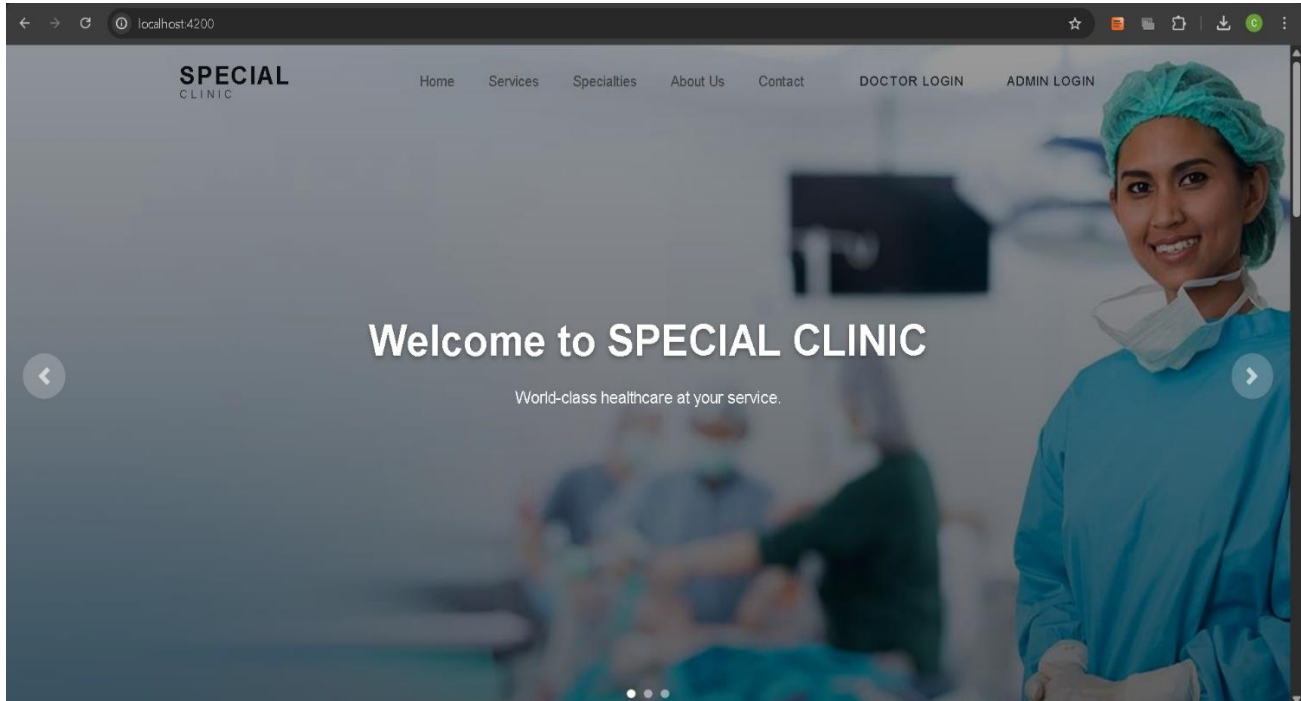 localhost:4200
SPECIAL
CLINIC
Home Services Specialties About Us Contact DOCTOR LOGIN ADMIN LOGIN
Welcome to SPECIAL CLINIC
World-class healthcare at your service.